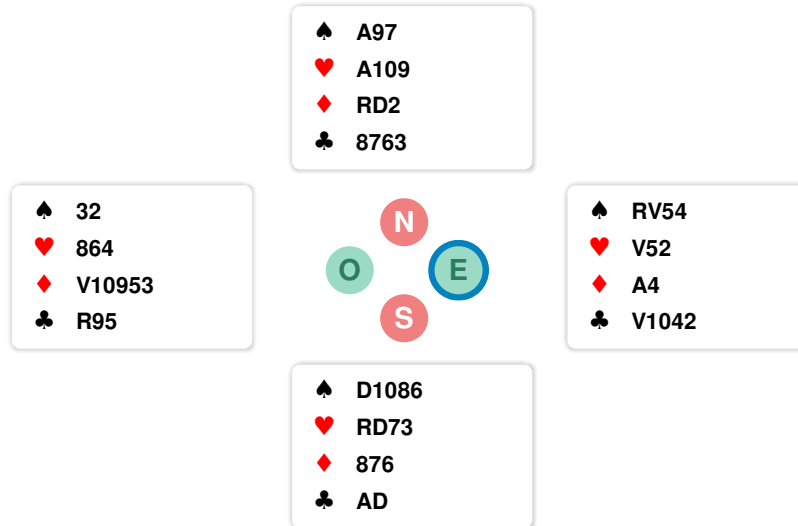 ♠ A97
♥ A109
♦ RD2
♣ 8763
♠ 32
♥ 864
♦ V10953
♣ R95
N
O
E
S
♠ RV54
♥ V52
♦ A4
♣ V1042
♠ D1086
♥ RD73
♦ 876
♣ AD